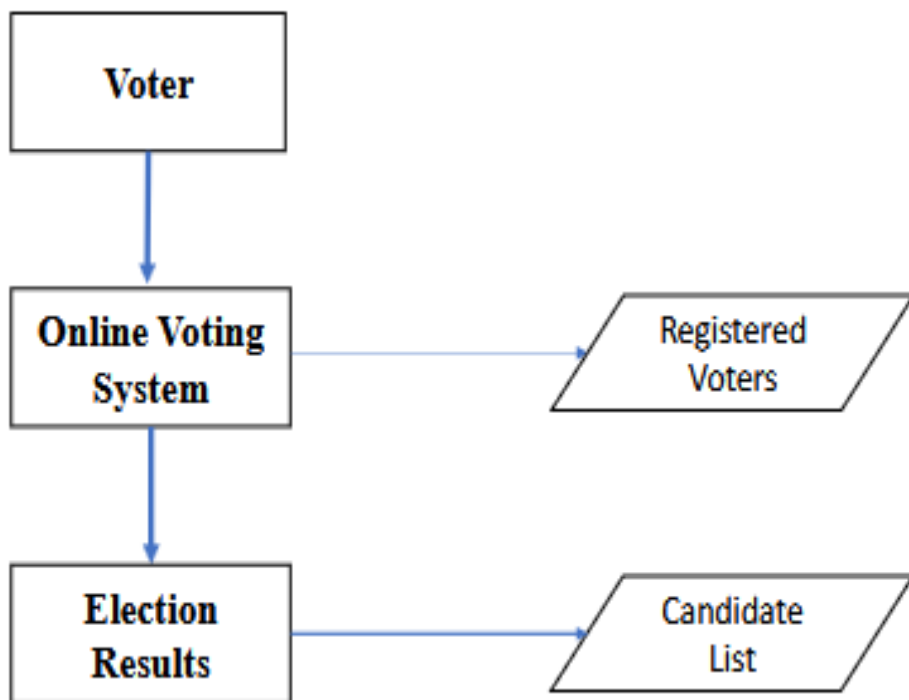 Voter
Online Voting
System
Registered
Voters
Election
Results
Candidate
List